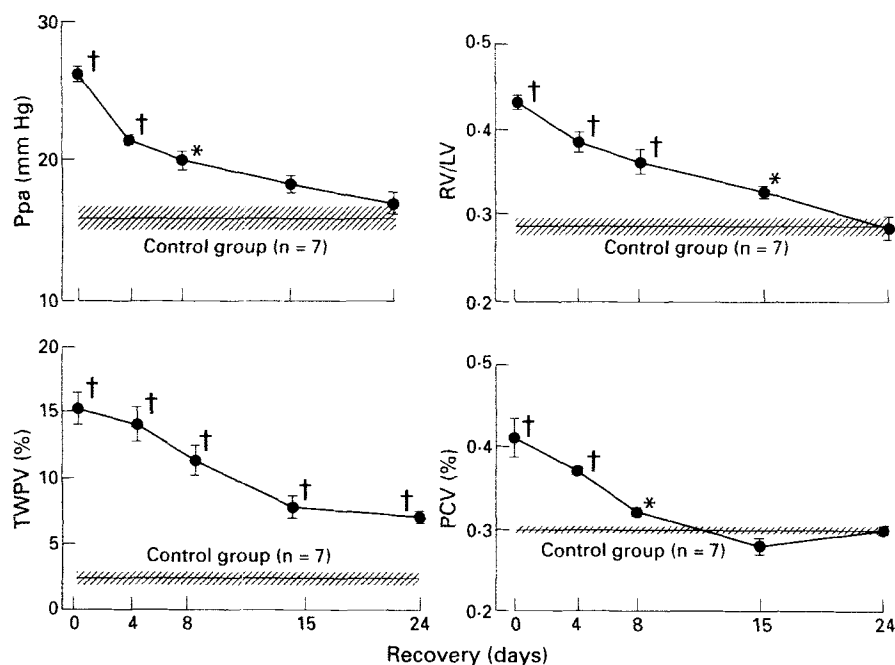 30
20
10
Ppa (mm Hg)
†
†
*
Control group (n = 7)
0·5
0.4
0.3
0.2
RV/LV
†
†
†
*
Control group (n = 7)
20
15
10
5
0
TWPV (%)
†
†
†
†
†
Control group (n = 7)
0 4 8 15 24
0·5
0.4
0.3
0.2
PCV (%)
†
†
*
Control group (n = 7)
0 4 8 15 24
Recovery (days)